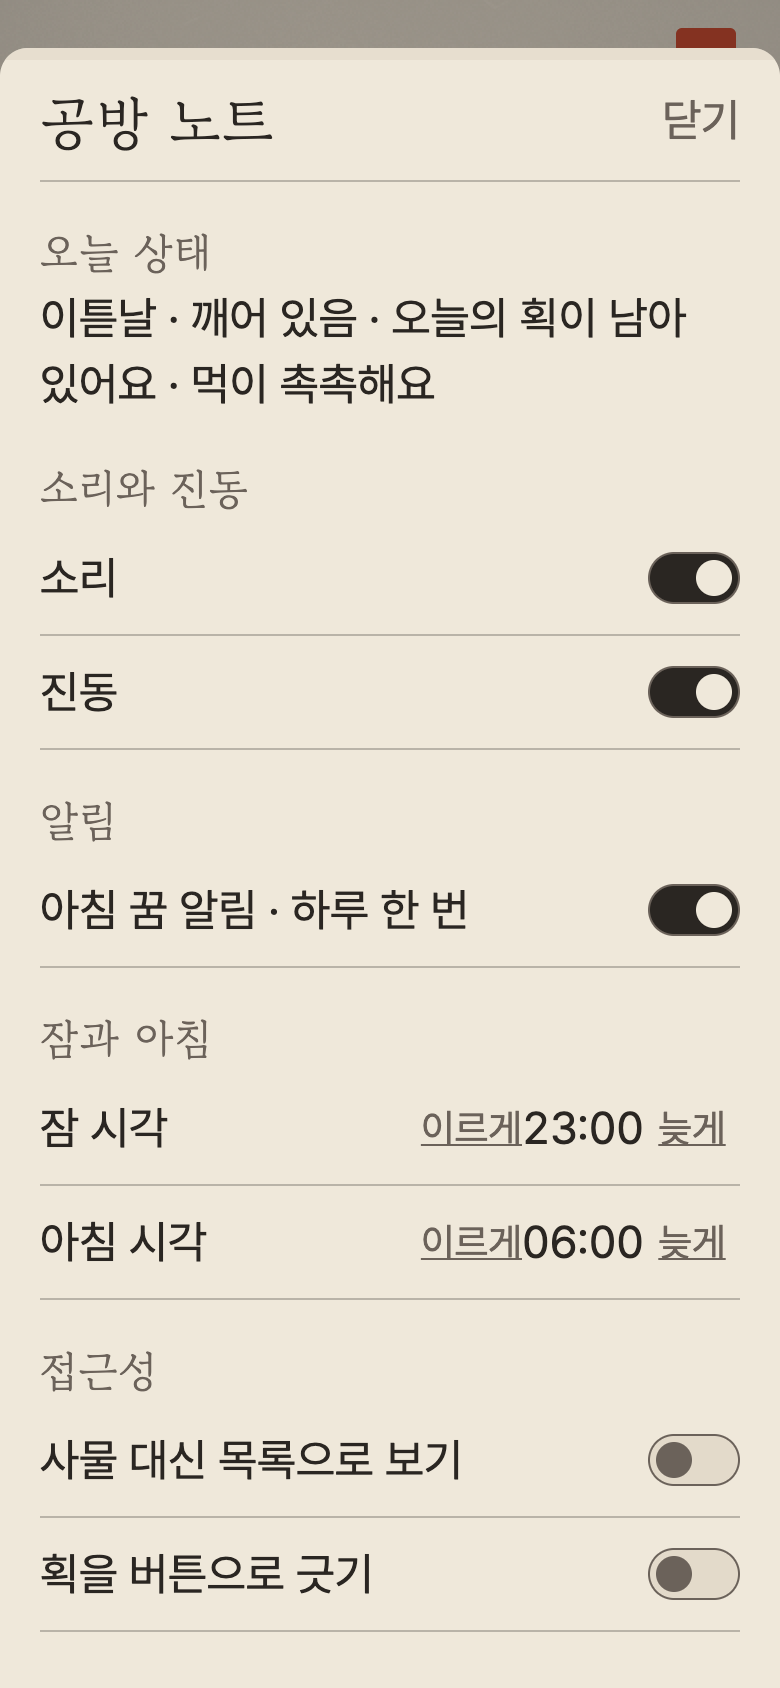 공방 노트 닫기
오늘 상태
이튿날 · 깨어 있음 · 오늘의 획이 남아
있어요 · 먹이 촉촉해요
소리와 진동
소리
진동
알림
아침 꿈 알림 · 하루 한 번
잠과 아침
잠 시각 이르게 23:00 늦게
아침 시각 이르게 06:00 늦게
접근성
사물 대신 목록으로 보기
획을 버튼으로 긋기